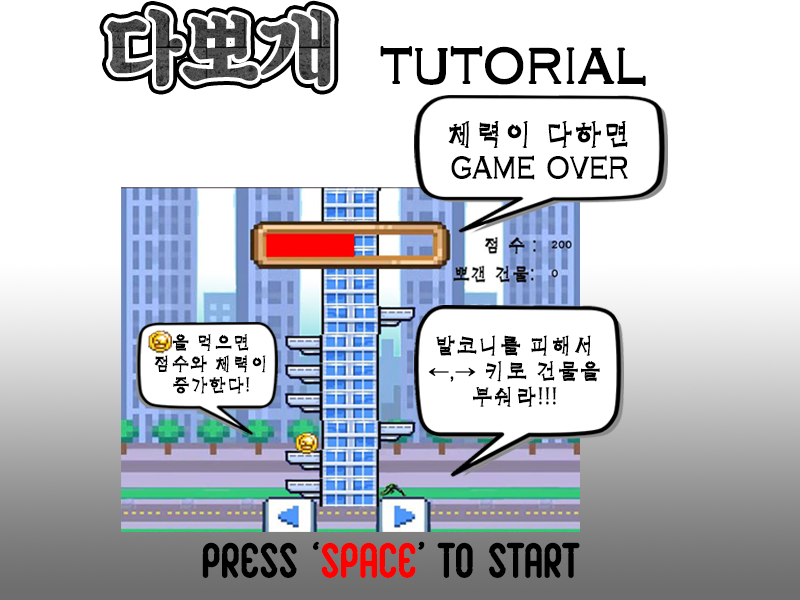 다뽀개 TUTORIAL
체력이 다하면
GAME OVER
점 수 : 200
뽀갠 건물: 0
을 먹으면
점수와 체력이
증가한다!
발코니를 피해서
←,→ 키로 건물을
부숴라!!!
PRESS ‘SPACE’ TO START